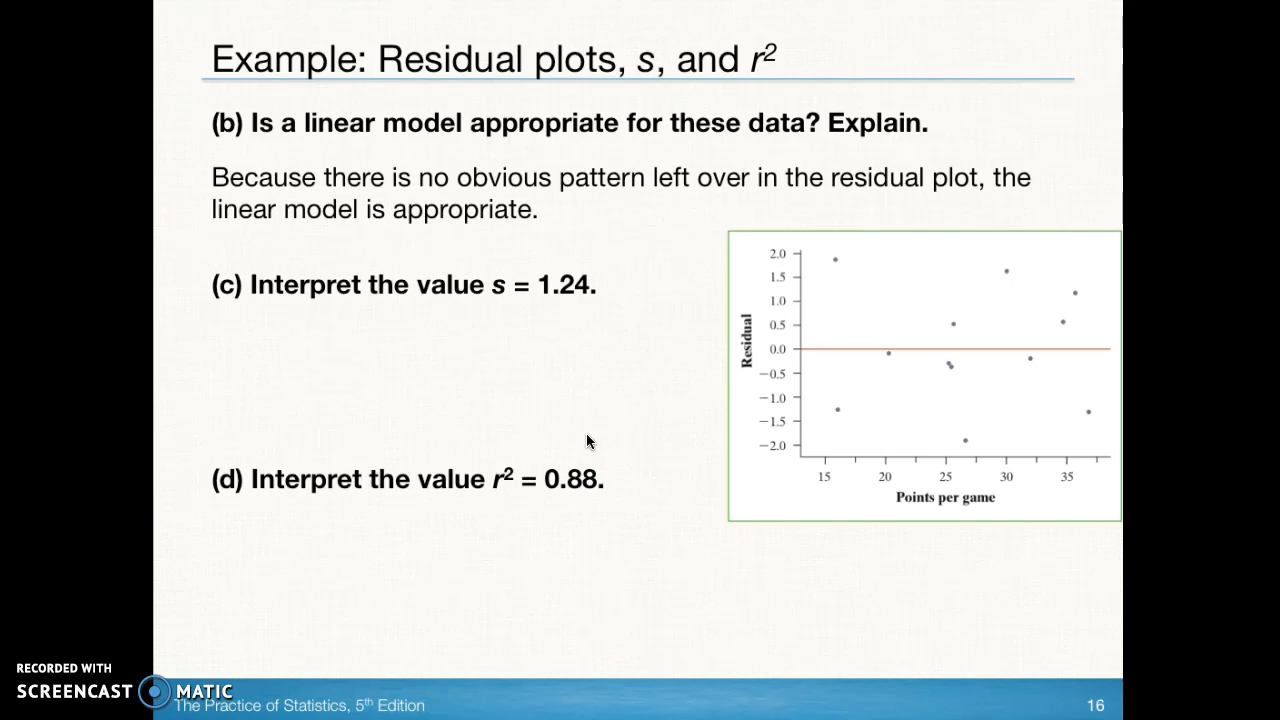 Example: Residual plots, s, and r²
(b) Is a linear model appropriate for these data? Explain.
Because there is no obvious pattern left over in the residual plot, the
linear model is appropriate.
(c) Interpret the value s = 1.24.
(d) Interpret the value r² = 0.88.
2.0
1.5
1.0
0.5
0.0
−0.5
−1.0
−1.5
−2.0
Residual
15 20 25 30 35
Points per game
RECORDED WITH
SCREENCAST MATIC
The Practice of Statistics, 5th Edition
16